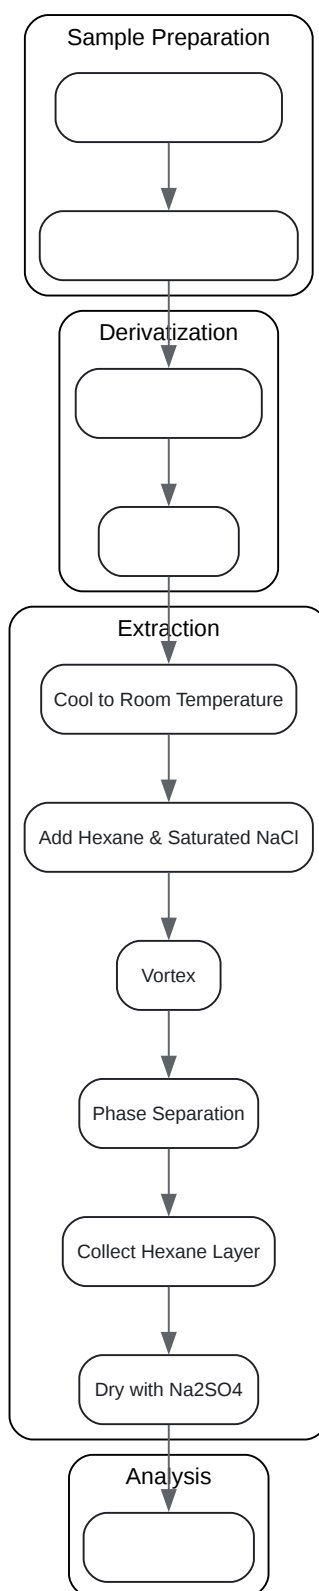 Sample Preparation
Derivatization
Extraction
Cool to Room Temperature
Add Hexane & Saturated NaCl
Vortex
Phase Separation
Collect Hexane Layer
Dry with Na2SO4
Analysis